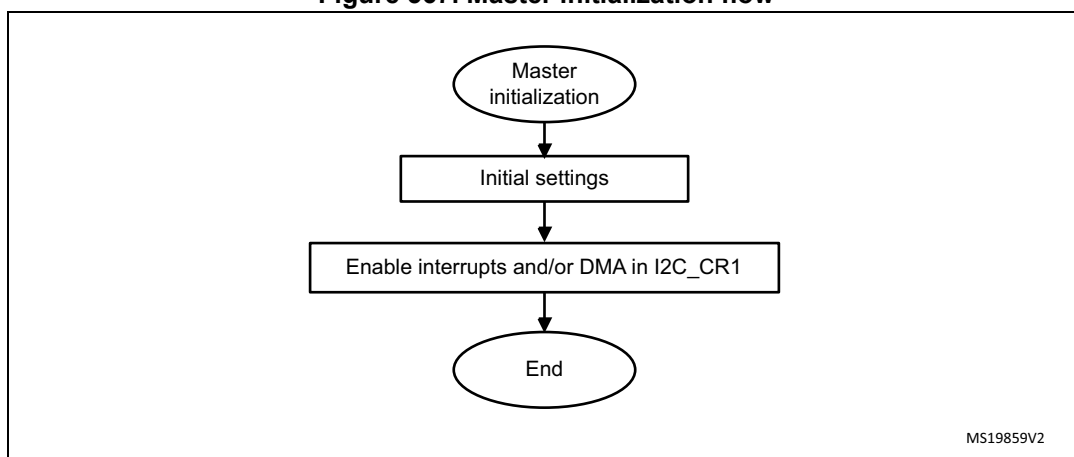 Master
initialization
Initial settings
Enable interrupts and/or DMA in I2C_CR1
End
MS19859V2